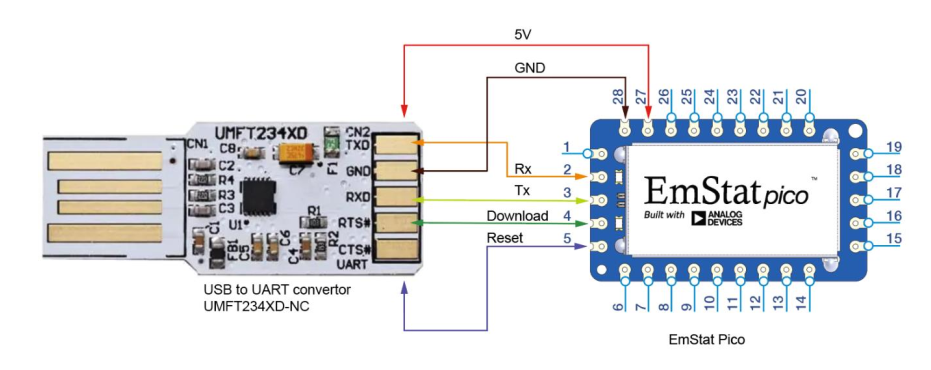 5V
GND
UMFT234XD
CN2
TXD
GND
RXD
RTS#
CTS#
UART
CN1
C8
C2
R4
R3
C3
U1
C7
F1
R1
R2
C1
FB1
C5
C6
C4
Rx
Tx
Download
Reset
1
2
3
4
5
28
27
26
25
24
23
22
21
20
19
18
17
16
15
6
7
8
9
10
11
12
13
14
EmStat pico™
Built with ANALOG DEVICES
USB to UART convertor
UMFT234XD-NC
EmStat Pico